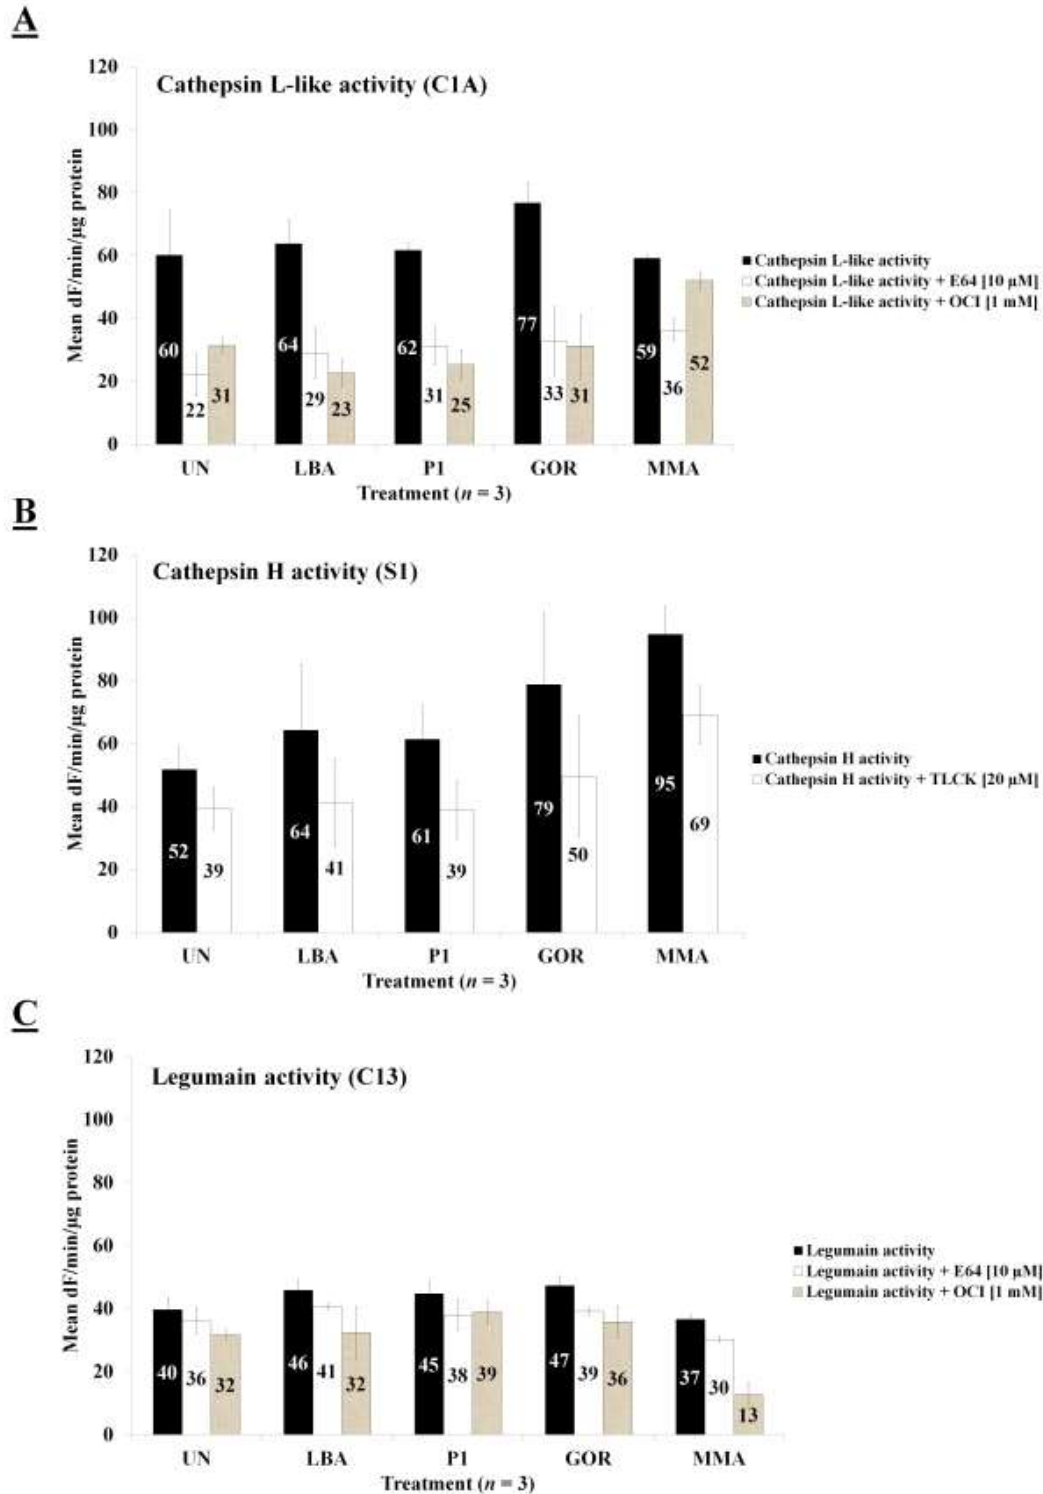 A
Cathepsin L-like activity (C1A)
120
100
80
60
40
20
0
Mean dF/min/µg protein
60
22
31
64
29
23
62
31
25
77
33
31
59
36
52
UN LBA P1 GOR MMA
Treatment (n = 3)
Cathepsin L-like activity
Cathepsin L-like activity + E64 [10 µM]
Cathepsin L-like activity + OCI [1 mM]
B
Cathepsin H activity (S1)
120
100
80
60
40
20
0
Mean dF/min/µg protein
52
39
64
41
61
39
79
50
95
69
UN LBA P1 GOR MMA
Treatment (n = 3)
Cathepsin H activity
Cathepsin H activity + TLCK [20 µM]
C
Legumain activity (C13)
120
100
80
60
40
20
0
Mean dF/min/µg protein
40
36
32
46
41
32
45
38
39
47
39
36
37
30
13
UN LBA P1 GOR MMA
Treatment (n = 3)
Legumain activity
Legumain activity + E64 [10 µM]
Legumain activity + OCI [1 mM]